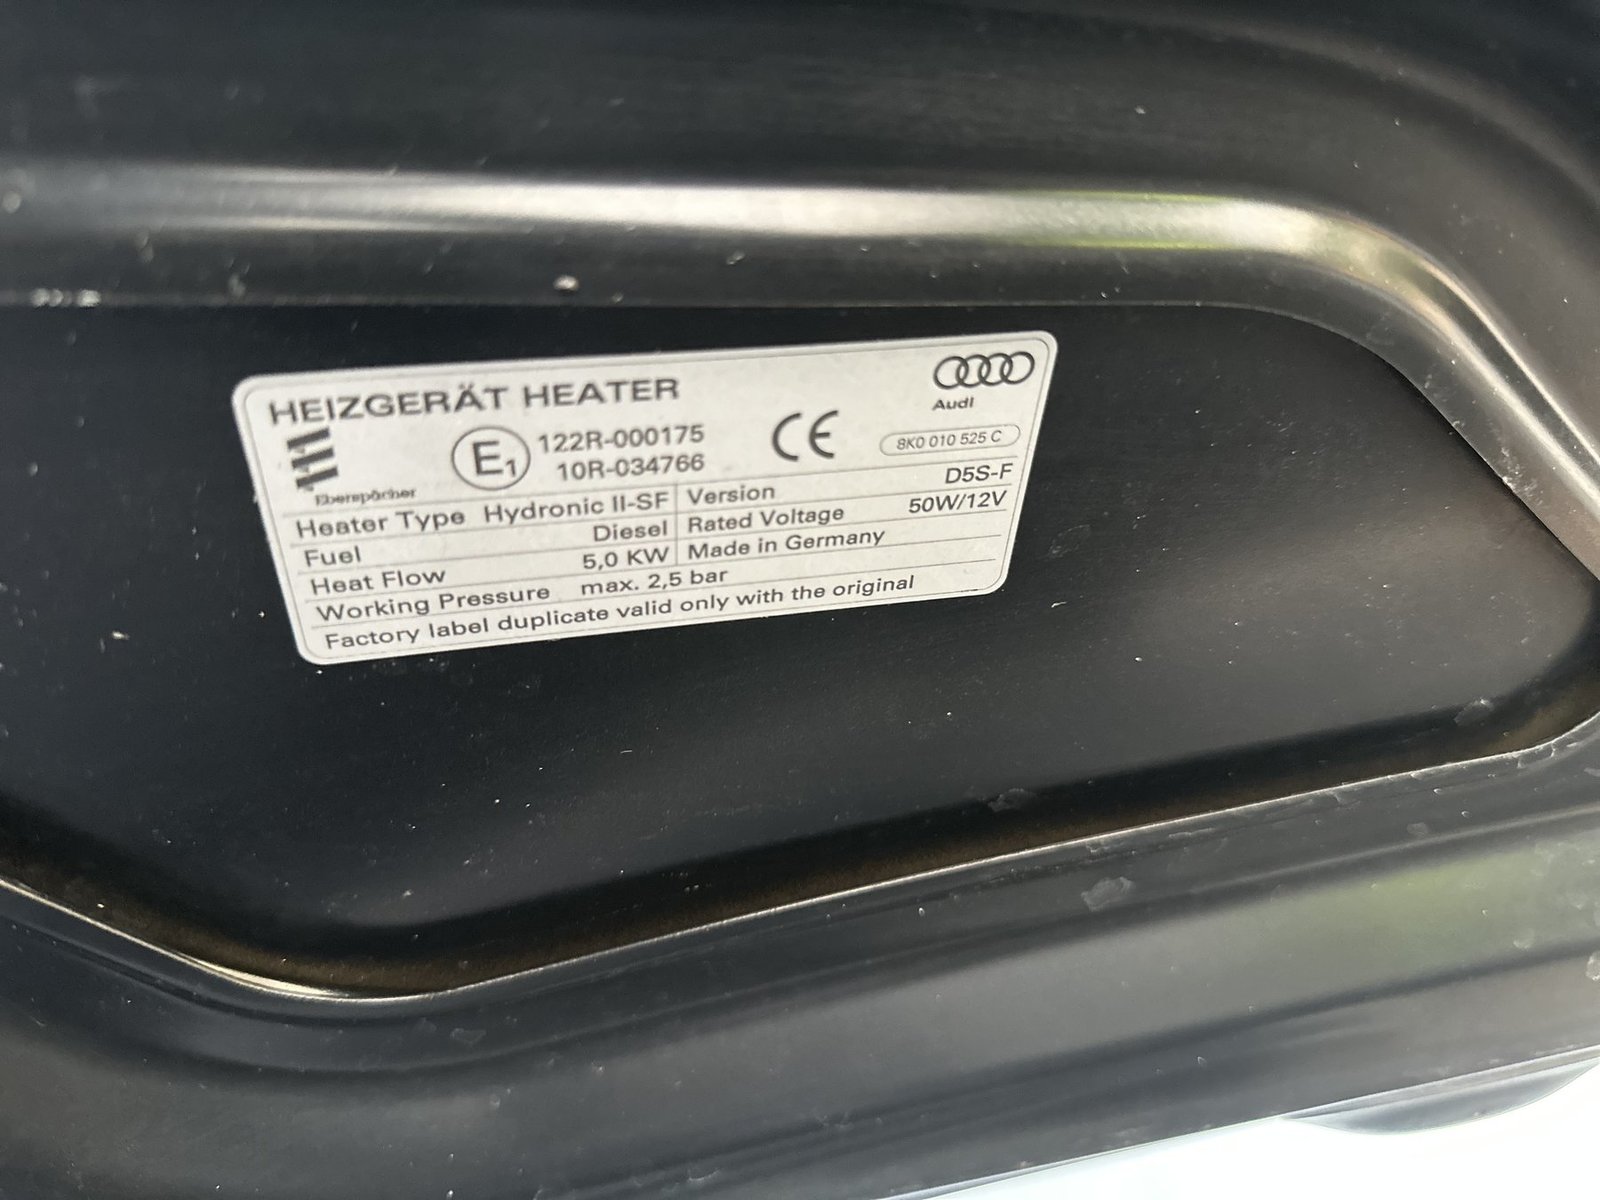 HEIZGERÄT HEATER
Audi
Eberspächer
E1 122R-000175
10R-034766
CE
8K0 010 525 C
Heater Type Hydronic II-SF Version D5S-F
Fuel Diesel Rated Voltage 50W/12V
Heat Flow 5,0 KW Made in Germany
Working Pressure max. 2,5 bar
Factory label duplicate valid only with the original